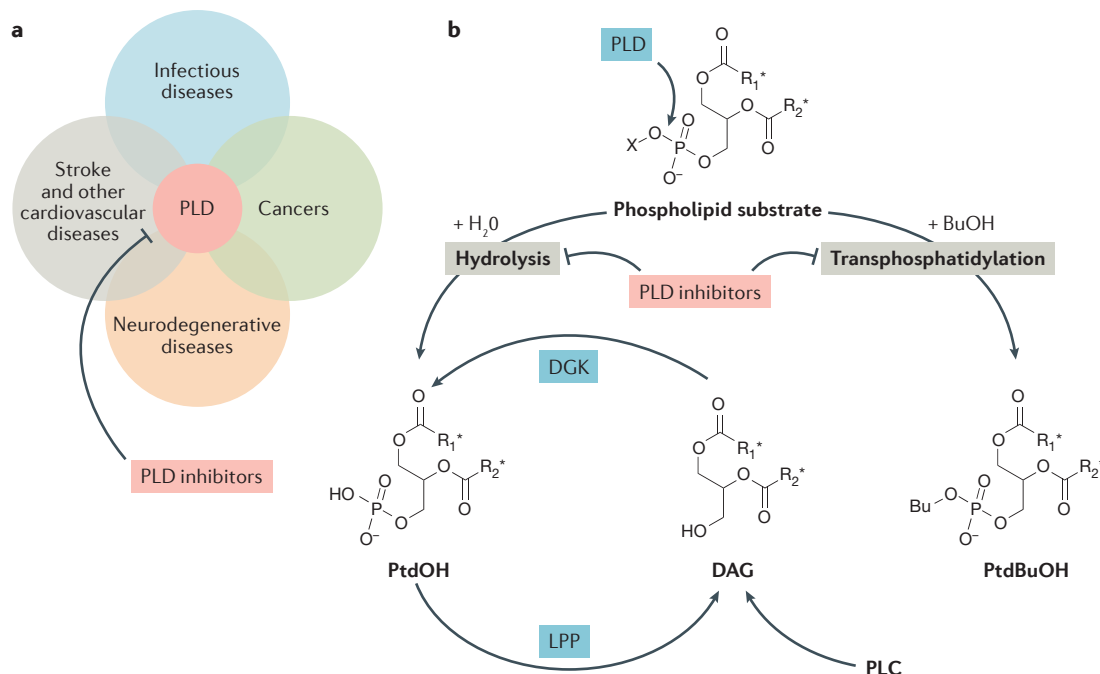 a
Infectious
diseases
Stroke
and other
cardiovascular
diseases
PLD
Cancers
Neurodegenerative
diseases
PLD inhibitors
b
PLD
O
O
R₁*
O
R₂*
O
O
O
X
P
O⁻
O
Phospholipid substrate
+ H₂0
+ BuOH
Hydrolysis
Transphosphatidylation
PLD inhibitors
DGK
O
O
R₁*
O
R₂*
O
O
HO
P
O⁻
O
PtdOH
O
O
R₁*
O
R₂*
O
HO
DAG
O
O
R₁*
O
R₂*
O
O
O
Bu
P
O⁻
O
PtdBuOH
LPP
PLC